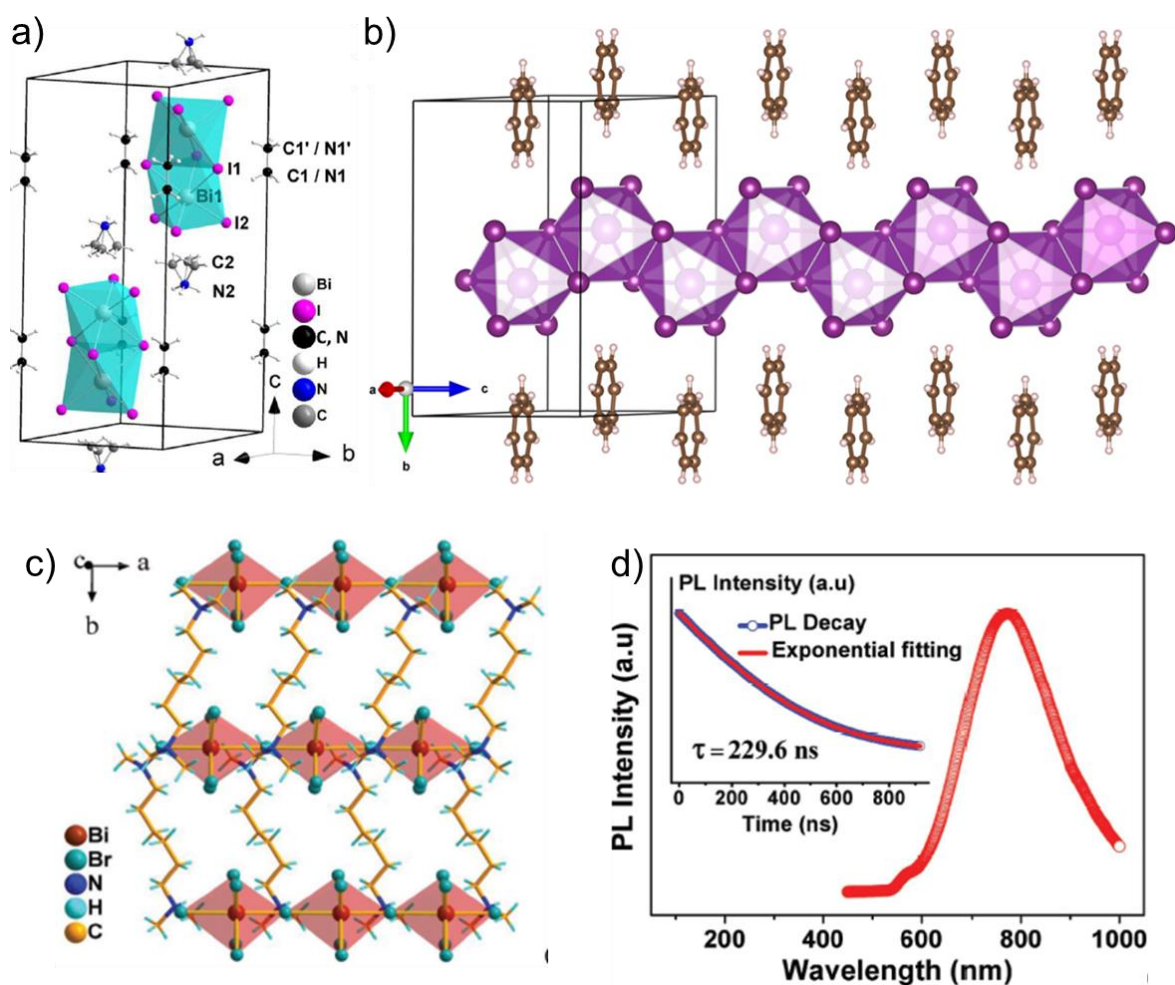 a)
C1' / N1'
C1 / N1
I1
Bi1
I2
C2
N2
Bi
I
C, N
H
N
C
c
a
b
b)
a
c
b
c)
c
a
b
Bi
Br
N
H
C
d)
PL Intensity (a.u)
PL Intensity (a.u)
PL Decay
Exponential fitting
τ = 229.6 ns
0 200 400 600 800
Time (ns)
200 400 600 800 1000
Wavelength (nm)